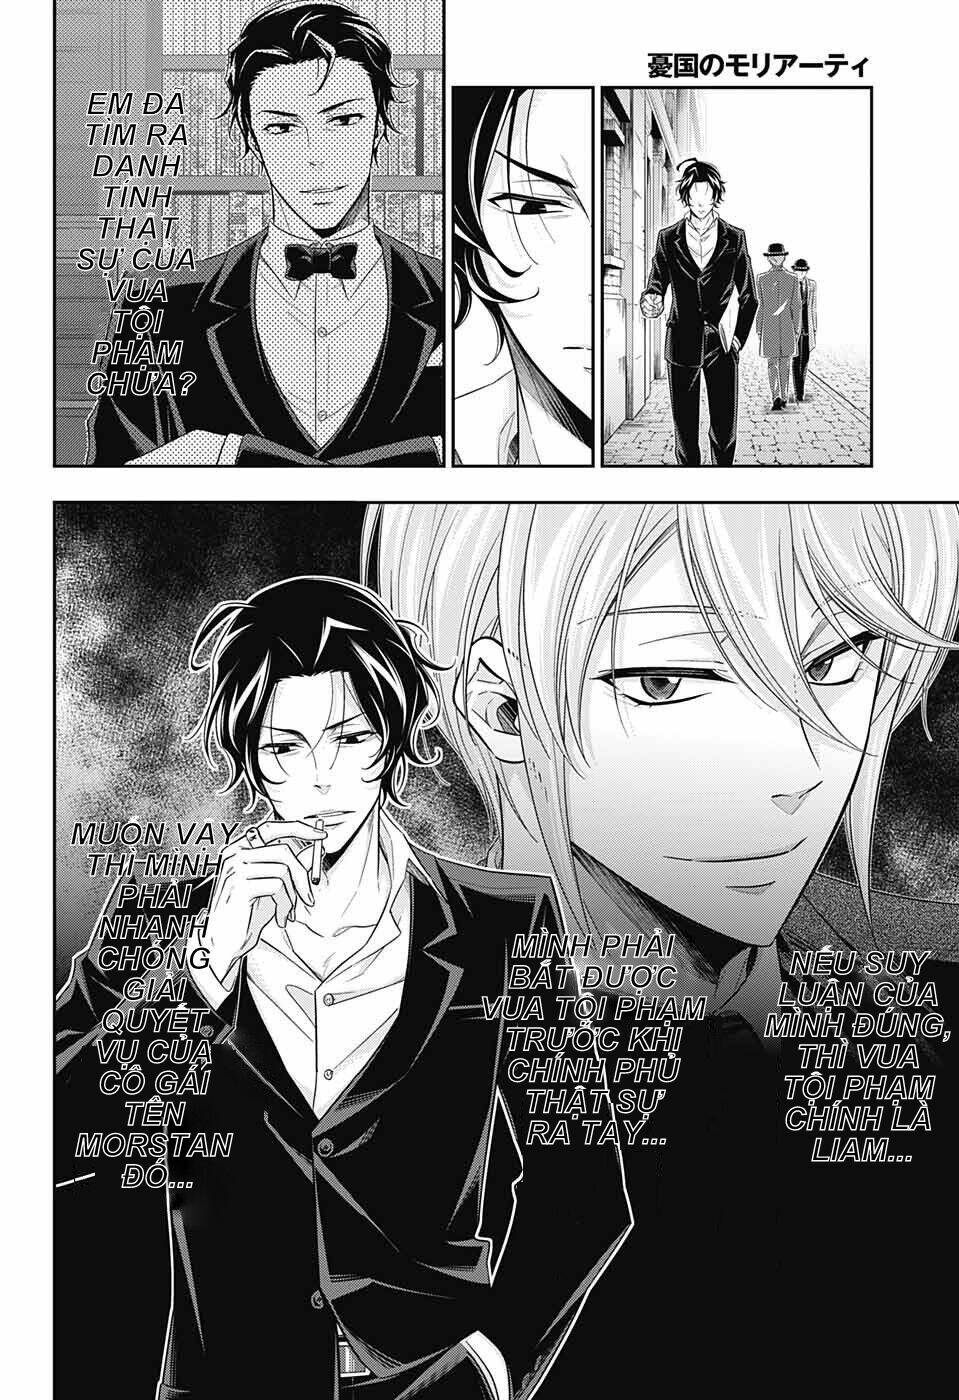 憂国のモリアーティ
EM ĐÃ
TÌM RA
DANH
TÍNH
THẬT
SỰ CỦA
VUA
TỘI
PHẠM
CHƯA?
NẾU SUY
LUẬN CỦA
MÌNH ĐÚNG,
THÌ VUA
TỘI PHẠM
CHÍNH LÀ
LIAM...
MÌNH PHẢI
BẮT ĐƯỢC
VUA TỘI PHẠM
TRƯỚC KHI
CHÍNH PHỦ
THẬT SỰ
RA TAY...
MUỐN VẬY
THÌ MÌNH
PHẢI
NHANH
CHÓNG
GIẢI
QUYẾT
VỤ CỦA
CÔ GÁI
TÊN
MORSTAN
ĐÓ...